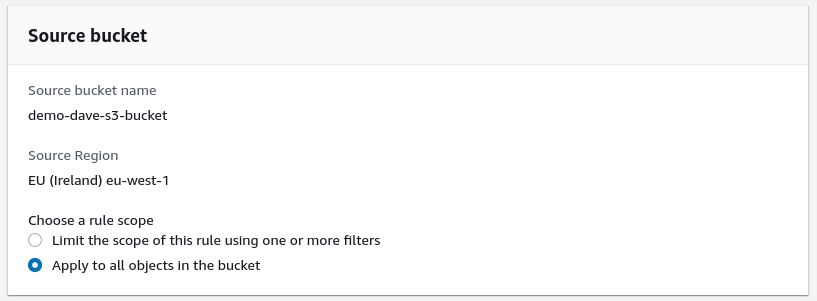 Source bucket
Source bucket name
demo-dave-s3-bucket
Source Region
EU (Ireland) eu-west-1
Choose a rule scope
Limit the scope of this rule using one or more filters
Apply to all objects in the bucket